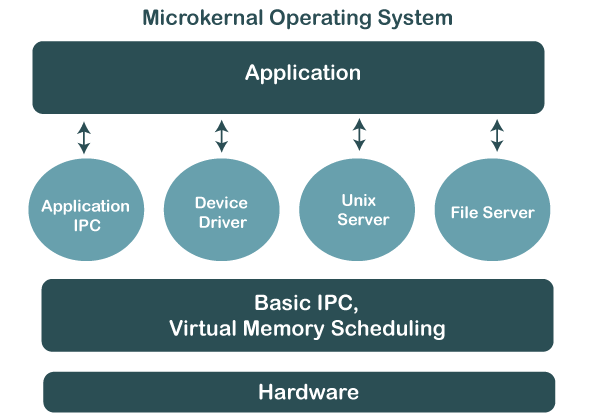 Microkernal Operating System
Application
Application
IPC
Device
Driver
Unix
Server
File Server
Basic IPC,
Virtual Memory Scheduling
Hardware